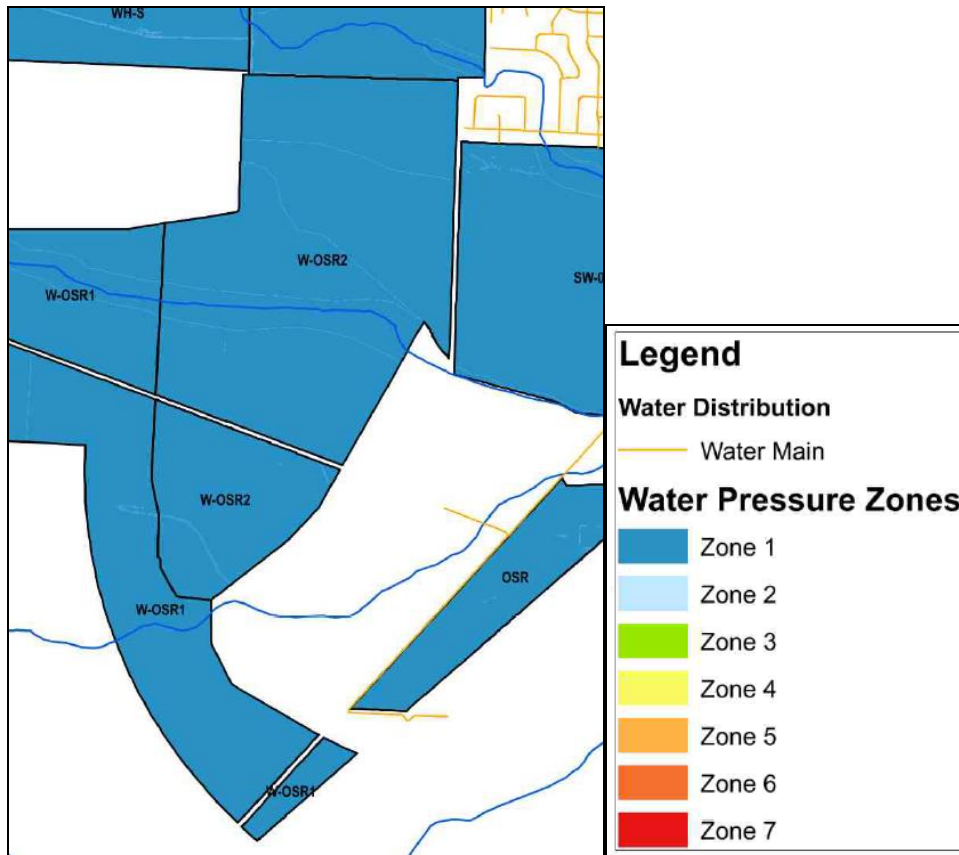 WH-S
W-OSR2
SW-0
W-OSR1
W-OSR2
OSR
W-OSR1
W-OSR1
Legend
Water Distribution
Water Main
Water Pressure Zones
Zone 1
Zone 2
Zone 3
Zone 4
Zone 5
Zone 6
Zone 7